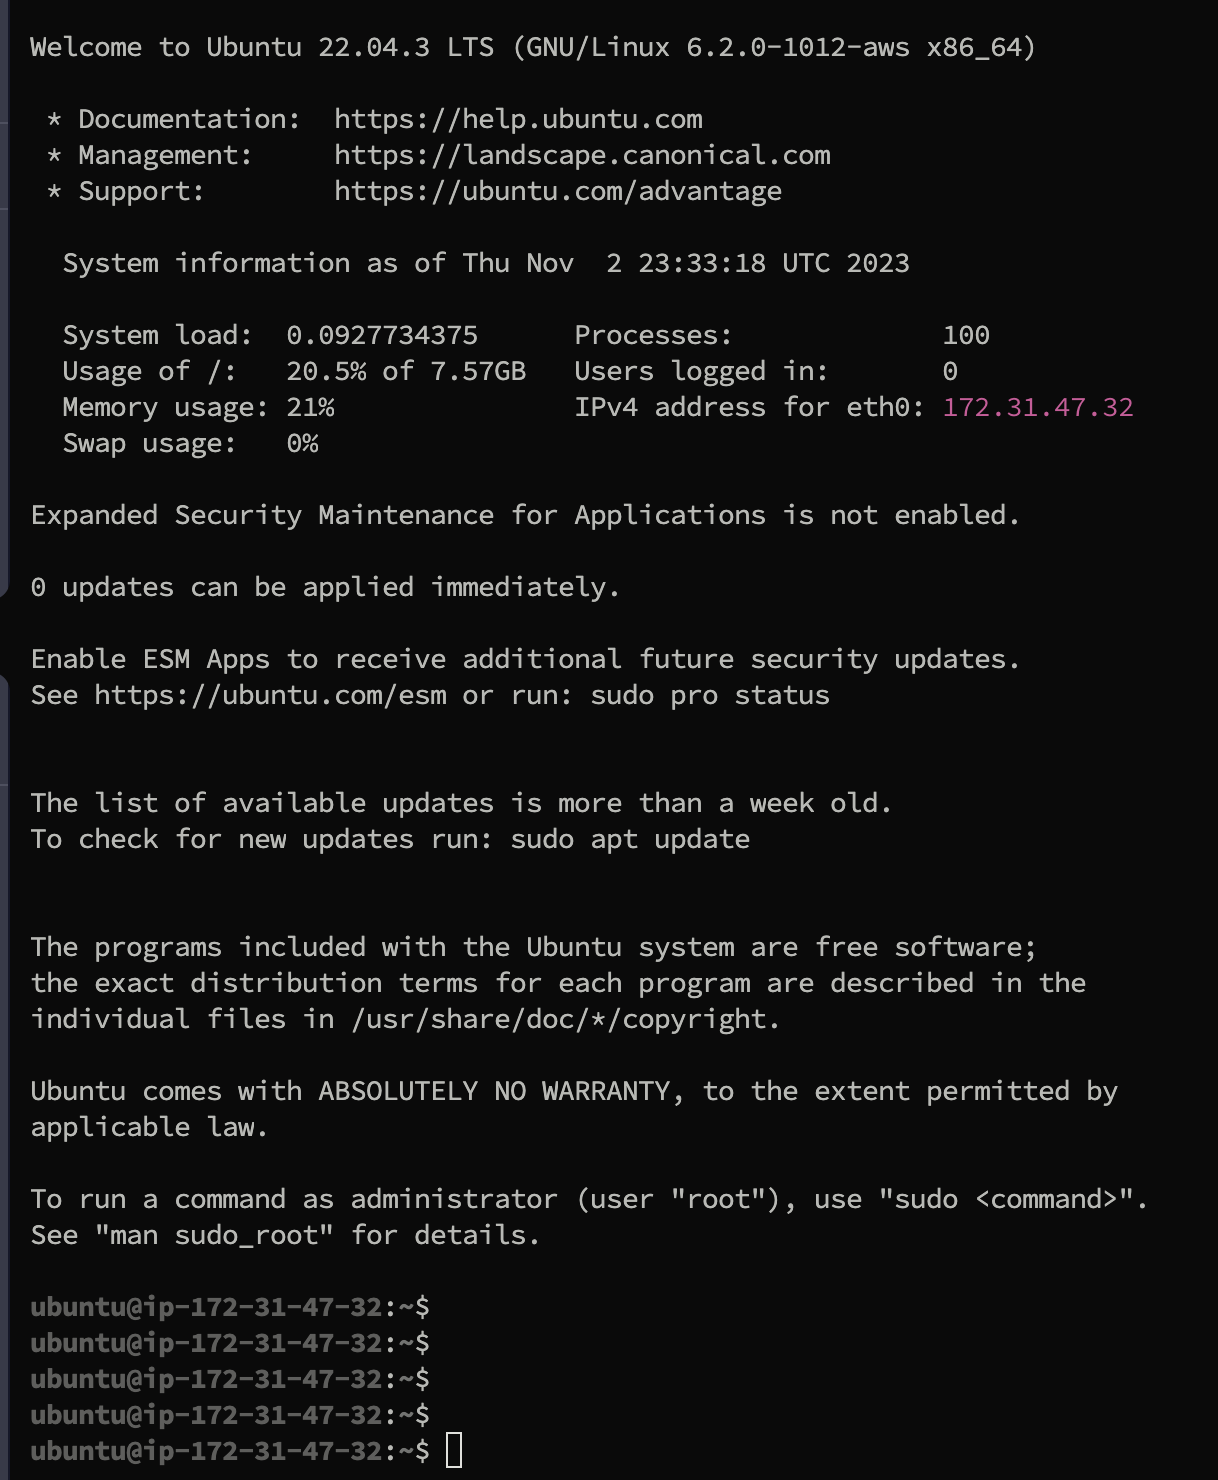 Welcome to Ubuntu 22.04.3 LTS (GNU/Linux 6.2.0-1012-aws x86_64)

 * Documentation:  https://help.ubuntu.com
 * Management:     https://landscape.canonical.com
 * Support:        https://ubuntu.com/advantage

  System information as of Thu Nov  2 23:33:18 UTC 2023

  System load:  0.0927734375      Processes:             100
  Usage of /:   20.5% of 7.57GB   Users logged in:       0
  Memory usage: 21%               IPv4 address for eth0: 172.31.47.32
  Swap usage:   0%

Expanded Security Maintenance for Applications is not enabled.

0 updates can be applied immediately.

Enable ESM Apps to receive additional future security updates.
See https://ubuntu.com/esm or run: sudo pro status


The list of available updates is more than a week old.
To check for new updates run: sudo apt update


The programs included with the Ubuntu system are free software;
the exact distribution terms for each program are described in the
individual files in /usr/share/doc/*/copyright.

Ubuntu comes with ABSOLUTELY NO WARRANTY, to the extent permitted by
applicable law.

To run a command as administrator (user "root"), use "sudo <command>".
See "man sudo_root" for details.

ubuntu@ip-172-31-47-32:~$
ubuntu@ip-172-31-47-32:~$
ubuntu@ip-172-31-47-32:~$
ubuntu@ip-172-31-47-32:~$
ubuntu@ip-172-31-47-32:~$